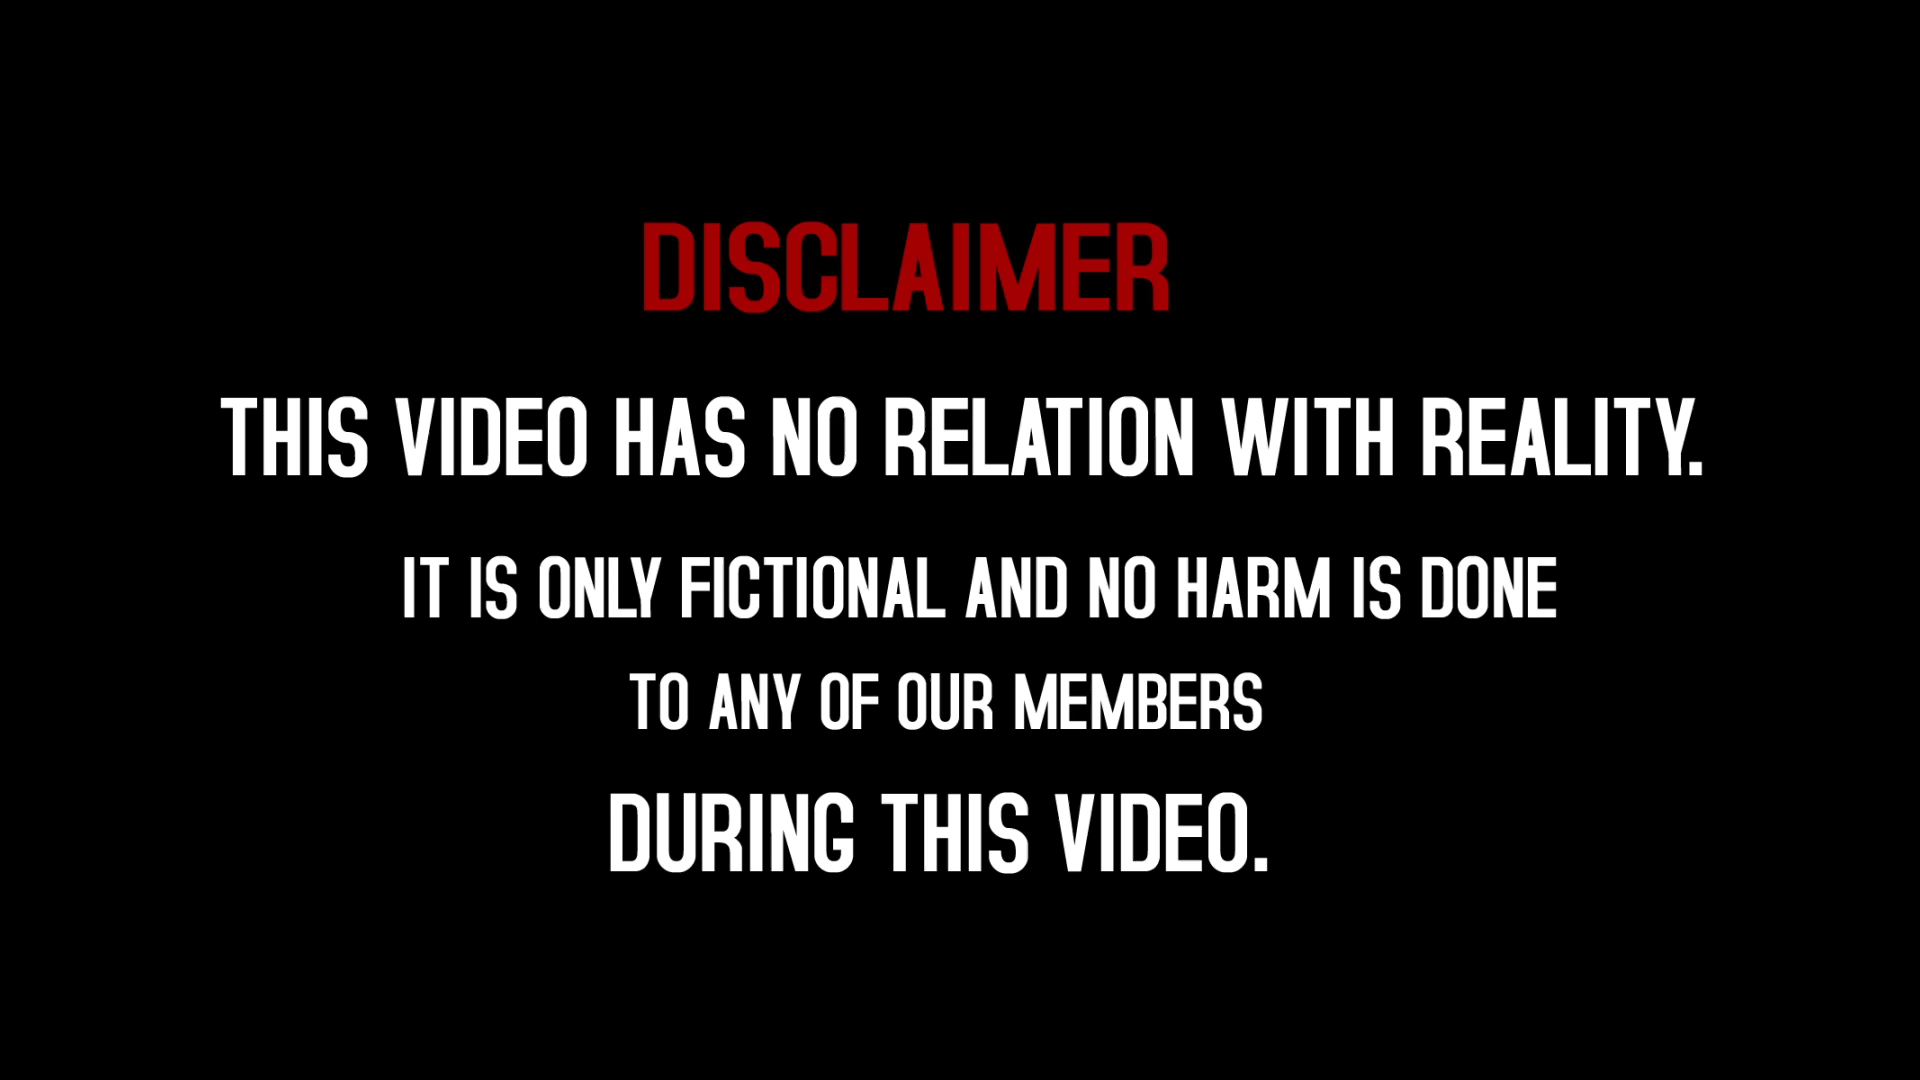 DISCLAIMER
THIS VIDEO HAS NO RELATION WITH REALITY.
IT IS ONLY FICTIONAL AND NO HARM IS DONE
TO ANY OF OUR MEMBERS
DURING THIS VIDEO.